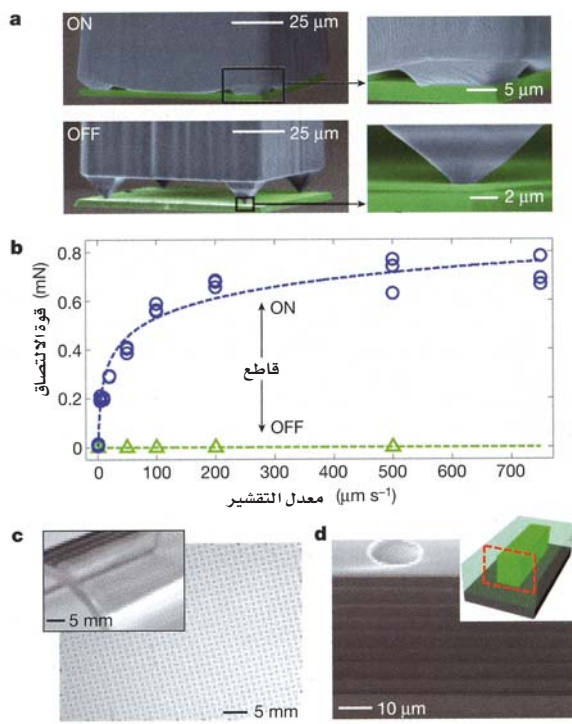 a
ON
25 μm
5 μm
OFF
25 μm
2 μm
b
قوة الالتصاق (mN)
0.8
0.6
0.4
0.2
0
ON
قاطع
OFF
0 100 200 300 400 500 600 700
معدل التقشير (μm s⁻¹)
c
5 mm
5 mm
d
10 μm